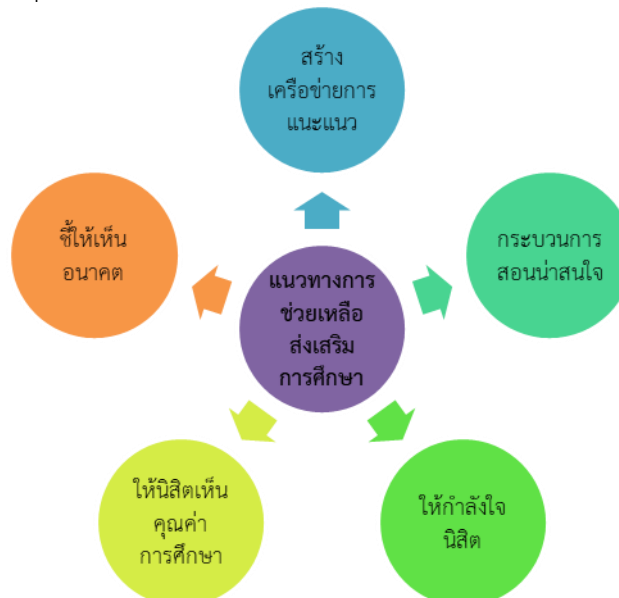 สร้าง
เครือข่ายการ
แนะแนว
ชี้ให้เห็น
อนาคต
กระบวนการ
สอนน่าสนใจ
แนวทางการ
ช่วยเหลือ
ส่งเสริม
การศึกษา
ให้นิสิตเห็น
คุณค่า
การศึกษา
ให้กำลังใจ
นิสิต